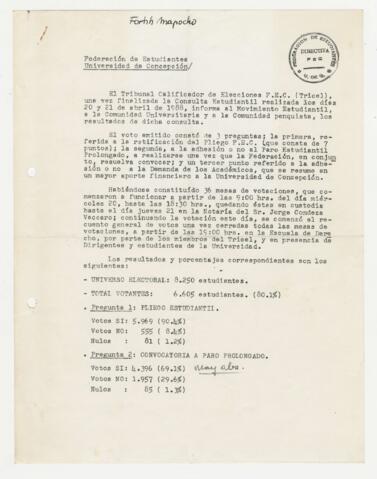 Fortín Mapocho
FEDERACION DE ESTUDIANTES
DIRECTIVA
FEC
U. DE C.
Federación de Estudiantes
Universidad de Concepción/
El Tribunal Calificador de Elecciones F.E.C. (Tricel),
una vez finalizada la Consulta Estudiantil realizada los días
20 y 21 de abril de 1988, informa al Movimiento Estudiantil,
a la Comunidad Universitaria y a la Comunidad penquista, los
resultados de dicha consulta.
El voto emitido constó de 3 preguntas; la primera, re-
ferida a la ratificación del Pliego F.E.C. (que consta de 7
puntos); la segunda, a la adhesión o no al Paro Estudiantil
Prolongado, a realizarse una vez que la Federación, en conjun
to, resuelva convocar; y un tercer punto referido a la adhe-
sión o no a la Demanda de los Académicos, que se resume en
un mayor aporte financiero a la Universidad de Concepción.
Habiéndose constituído 36 mesas de votaciones, que co-
menzaron a funcionar a partir de las 9:00 hrs. del día miér-
coles 20, hasta las 18:30 hrs., quedando éstas en custodia
hasta el día jueves 21 en la Notaría del Sr. Jorge Condeza
Vaccaro; continuando la votación este día, se comenzó el re-
cuento general de votos una vez cerradas todas las mesas de
votaciones, a partir de las 15:00 hrs. en la Escuela de Dere
cho, por parte de los miembros del Tricel, y en presencia de
Dirigentes y estudiantes de la Universidad.
Los resultados y porcentajes correspondientes son los
siguientes:
- UNIVERSO ELECTORAL: 8.250 estudiantes.
- TOTAL VOTANTES: 6.605 estudiantes. (80.1%)
. Pregunta 1: PLIEGO ESTUDIANTIL.
Votos SI: 5.969 (90.4%)
Votos NO: 555 (8.4%)
Nulos : 81 (1.2%)
. Pregunta 2: CONVOCATORIA A PARO PROLONGADO.
Votos SI: 4.396 (69.1%)
Votos NO: 1.957 (29.6%)
Nulos : 85 (1.3%)